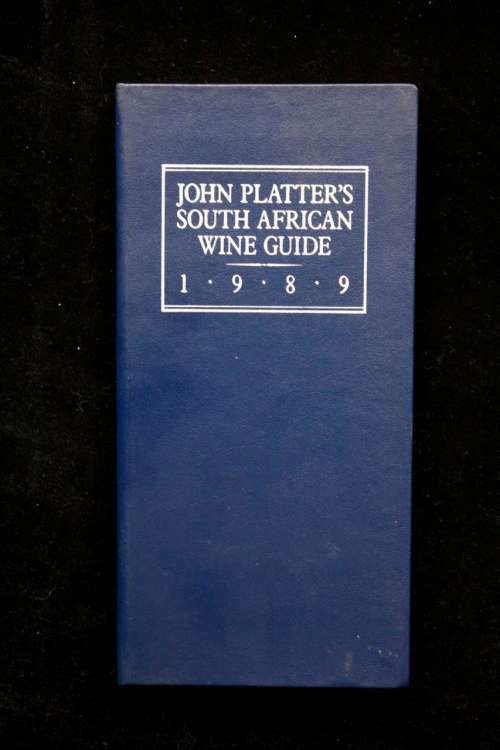 JOHN PLATTER'S
SOUTH AFRICAN
WINE GUIDE
1 · 9 · 8 · 9